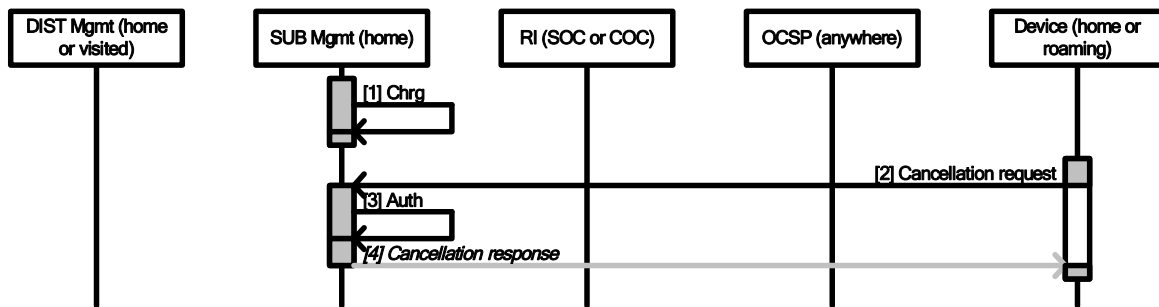 DIST Mgmt (home
or visited)
SUB Mgmt (home)
RI (SOC or COC)
OCSP (anywhere)
Device (home or
roaming)
[1] Chrg
[2] Cancellation request
[3] Auth
[4] Cancellation response